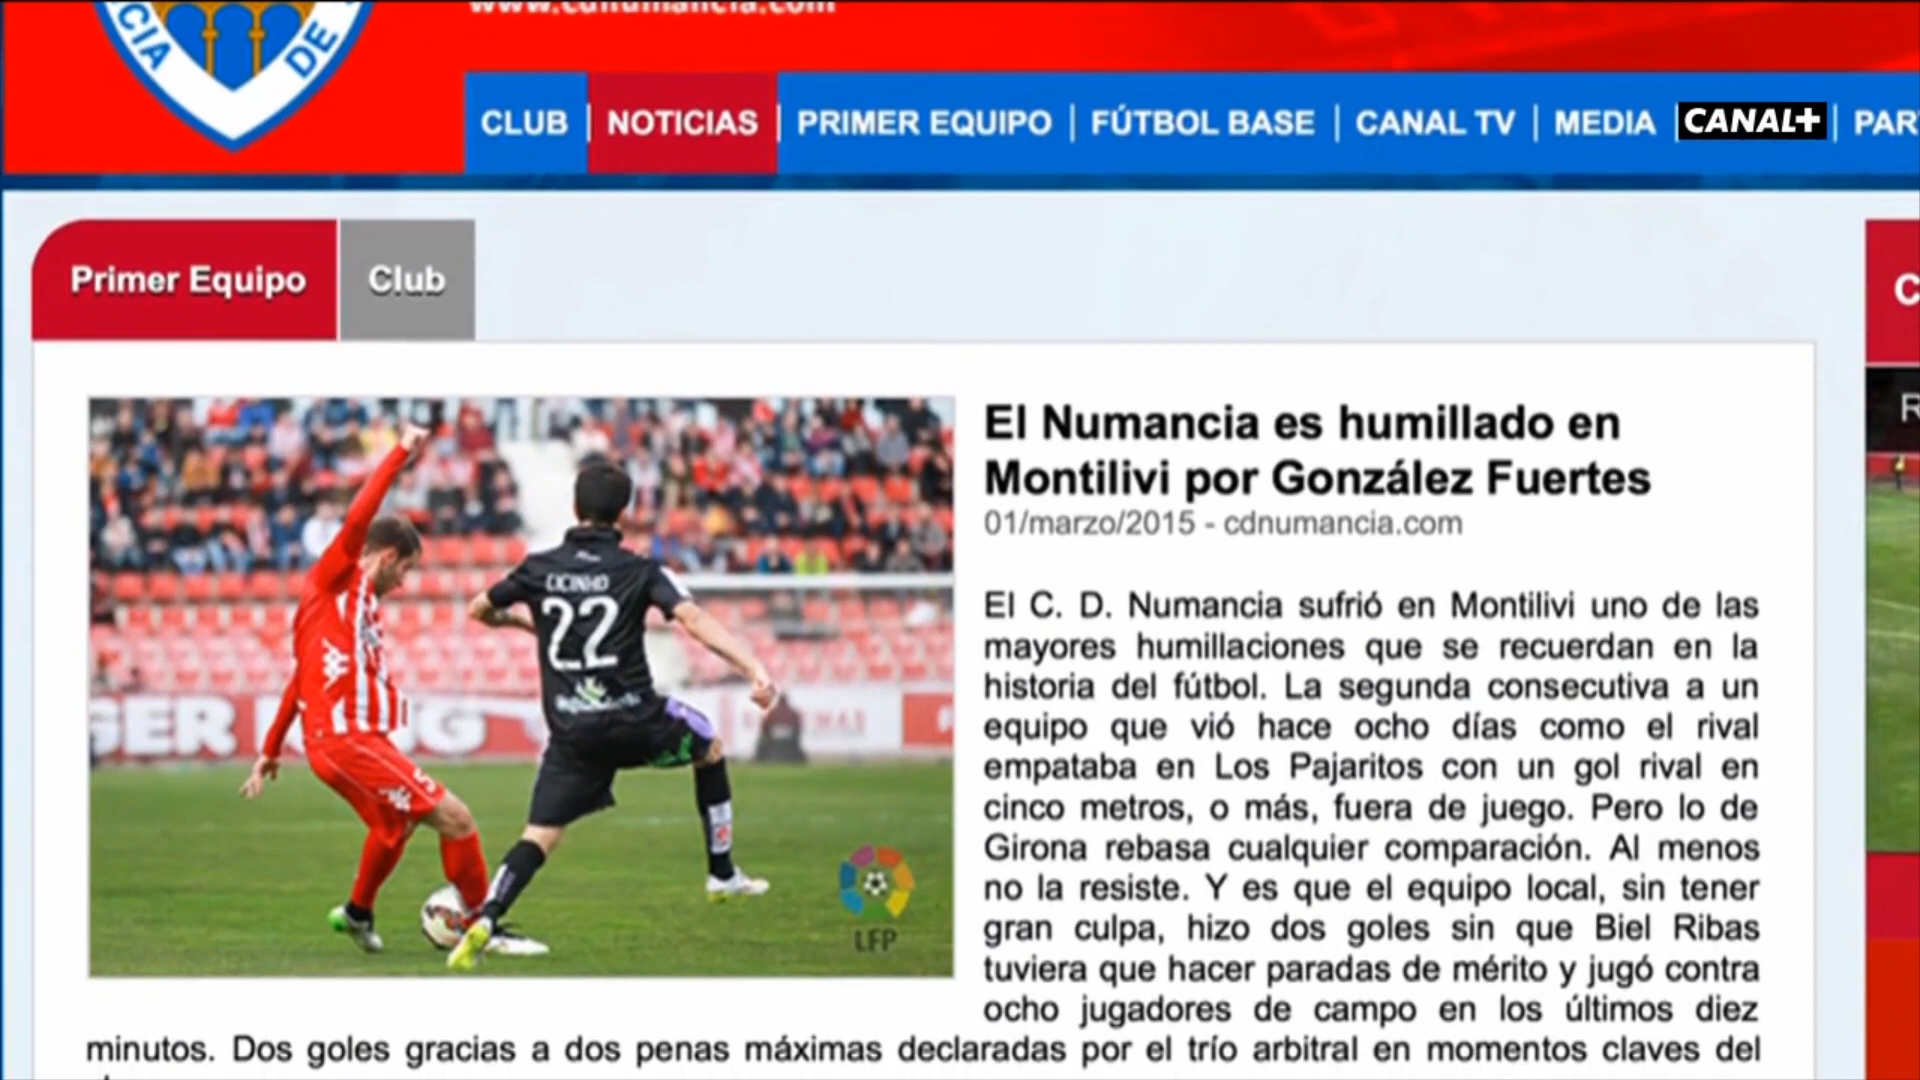 www.cdnumancia.com
CIA DE
CLUB NOTICIAS PRIMER EQUIPO FÚTBOL BASE CANAL TV MEDIA CANAL+ PAR
Primer Equipo Club
C
R
El Numancia es humillado en
Montilivi por González Fuertes
01/marzo/2015 - cdnumancia.com
CICINHO
22
El C. D. Numancia sufrió en Montilivi uno de las
mayores humillaciones que se recuerdan en la
historia del fútbol. La segunda consecutiva a un
equipo que vió hace ocho días como el rival
empataba en Los Pajaritos con un gol rival en
cinco metros, o más, fuera de juego. Pero lo de
Girona rebasa cualquier comparación. Al menos
no la resiste. Y es que el equipo local, sin tener
gran culpa, hizo dos goles sin que Biel Ribas
tuviera que hacer paradas de mérito y jugó contra
ocho jugadores de campo en los últimos diez
minutos. Dos goles gracias a dos penas máximas declaradas por el trío arbitral en momentos claves del
GER KING
LFP